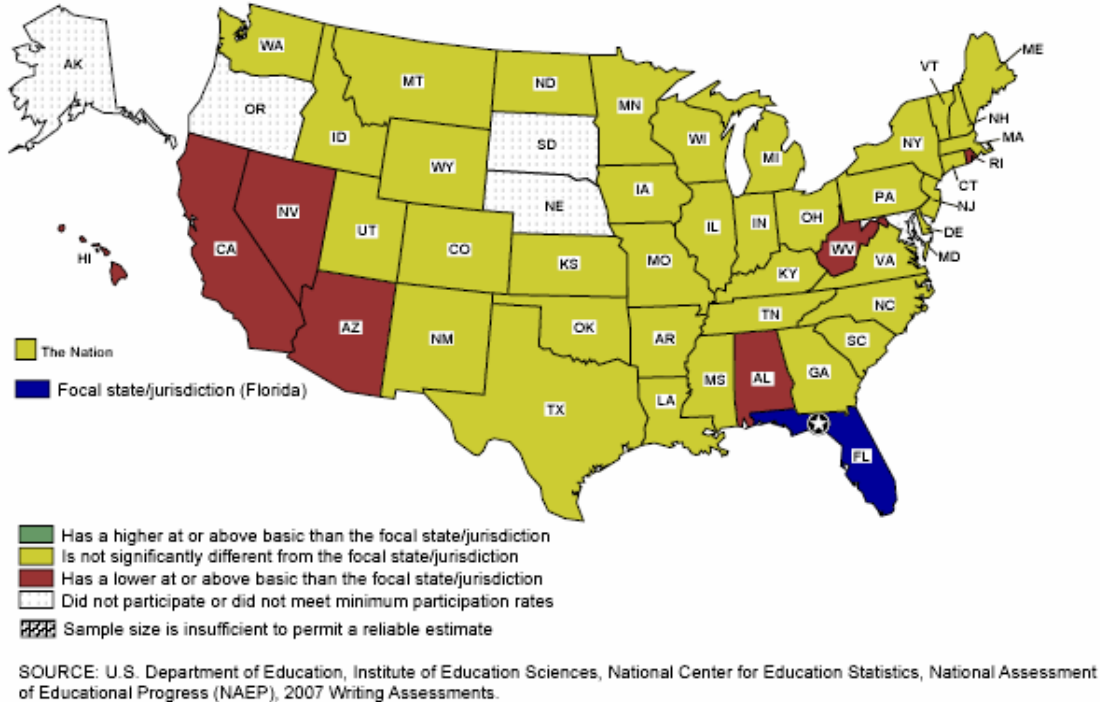 AK
WA
MT
ND
MN
VT
ME
OR
ID
WY
SD
WI
MI
NY
NH
MA
RI
CT
NE
IA
PA
NJ
NV
UT
CO
IL
IN
OH
DE
MD
CA
KS
MO
KY
WV
VA
HI
AZ
NM
OK
AR
TN
NC
SC
The Nation
MS
AL
GA
Focal state/jurisdiction (Florida)
TX
LA
FL
Has a higher at or above basic than the focal state/jurisdiction
Is not significantly different from the focal state/jurisdiction
Has a lower at or above basic than the focal state/jurisdiction
Did not participate or did not meet minimum participation rates
Sample size is insufficient to permit a reliable estimate
SOURCE: U.S. Department of Education, Institute of Education Sciences, National Center for Education Statistics, National Assessment
of Educational Progress (NAEP), 2007 Writing Assessments.